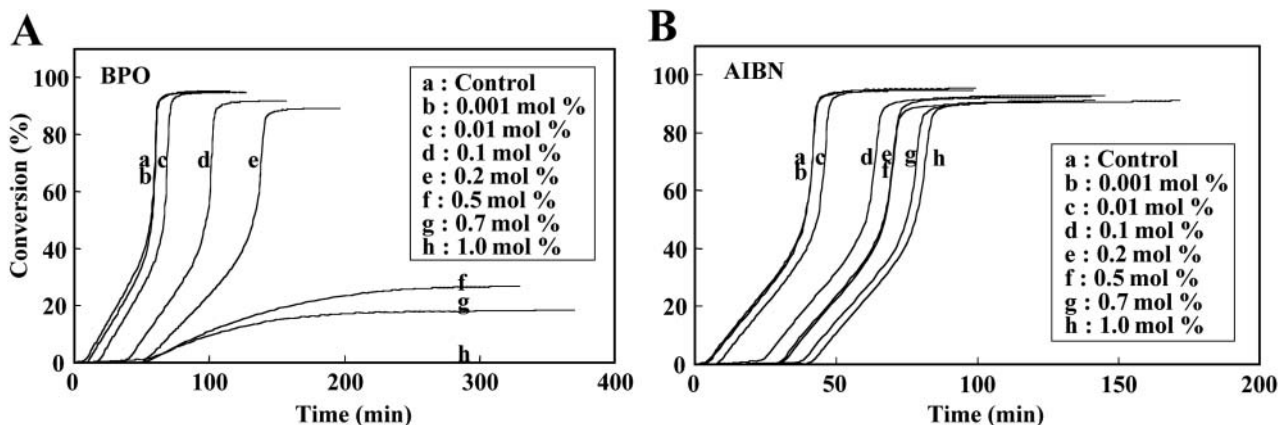 A
BPO
Conversion (%)
100
80
60
40
20
0
a : Control
b : 0.001 mol %
c : 0.01 mol %
d : 0.1 mol %
e : 0.2 mol %
f : 0.5 mol %
g : 0.7 mol %
h : 1.0 mol %
a
b
c
d
e
f
g
h
0 100 200 300 400
Time (min)
B
AIBN
100
80
60
40
20
0
a
b
c
d
e
f
g
h
a : Control
b : 0.001 mol %
c : 0.01 mol %
d : 0.1 mol %
e : 0.2 mol %
f : 0.5 mol %
g : 0.7 mol %
h : 1.0 mol %
0 50 100 150 200
Time (min)